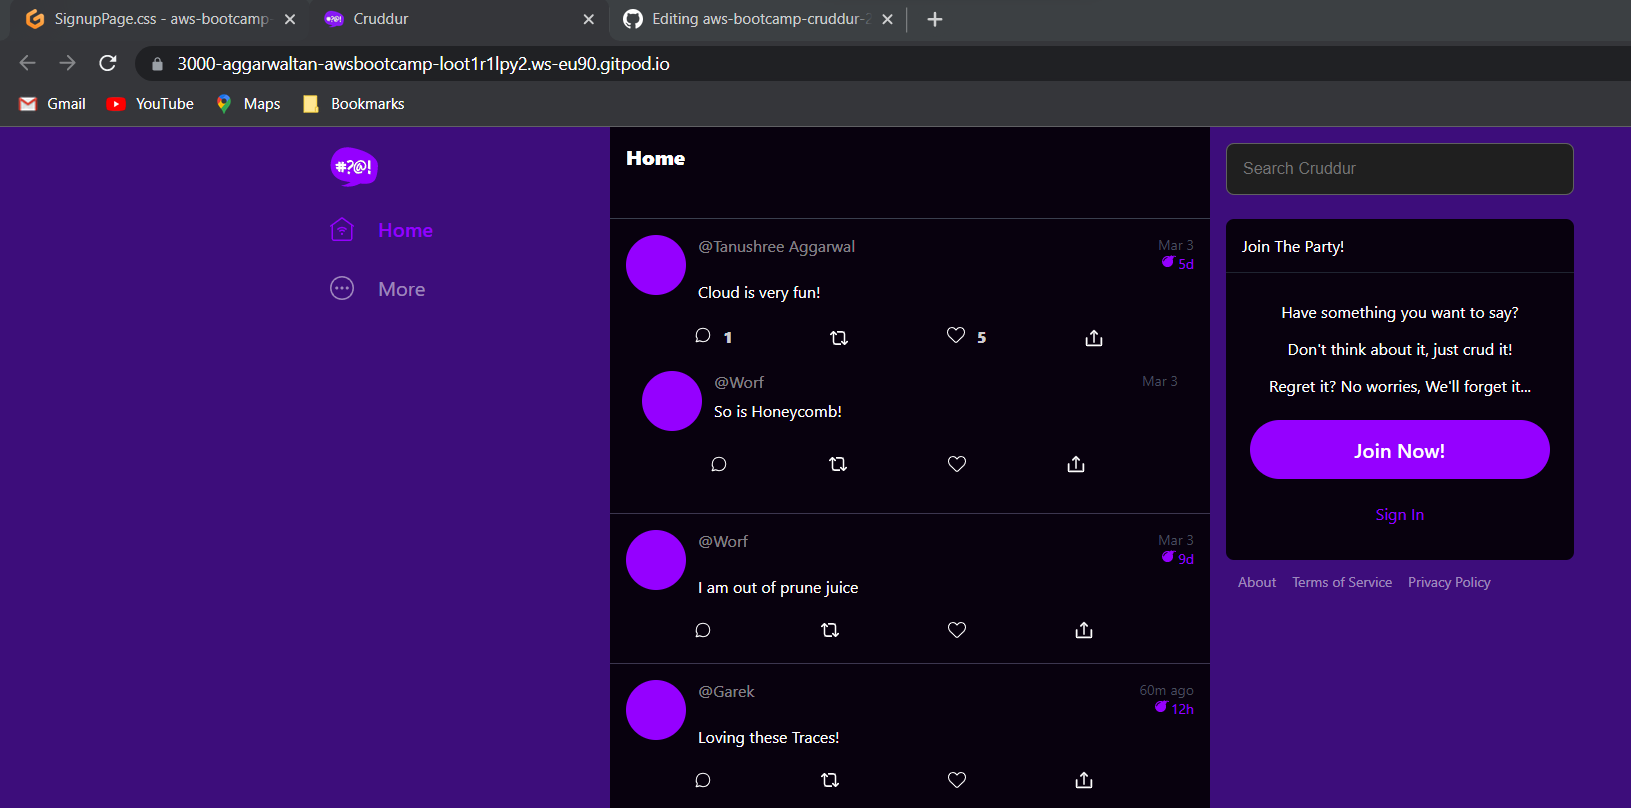 SignupPage.css - aws-bootcamp-
Cruddur
Editing aws-bootcamp-cruddur-2
3000-aggarwaltan-awsbootcamp-loot1r1lpy2.ws-eu90.gitpod.io
Gmail
YouTube
Maps
Bookmarks
#?@!
Home
More
Home
@Tanushree Aggarwal
Mar 3
5d
Cloud is very fun!
1
5
@Worf
Mar 3
So is Honeycomb!
@Worf
Mar 3
9d
I am out of prune juice
@Garek
60m ago
12h
Loving these Traces!
Search Cruddur
Join The Party!
Have something you want to say?
Don't think about it, just crud it!
Regret it? No worries, We'll forget it...
Join Now!
Sign In
About
Terms of Service
Privacy Policy